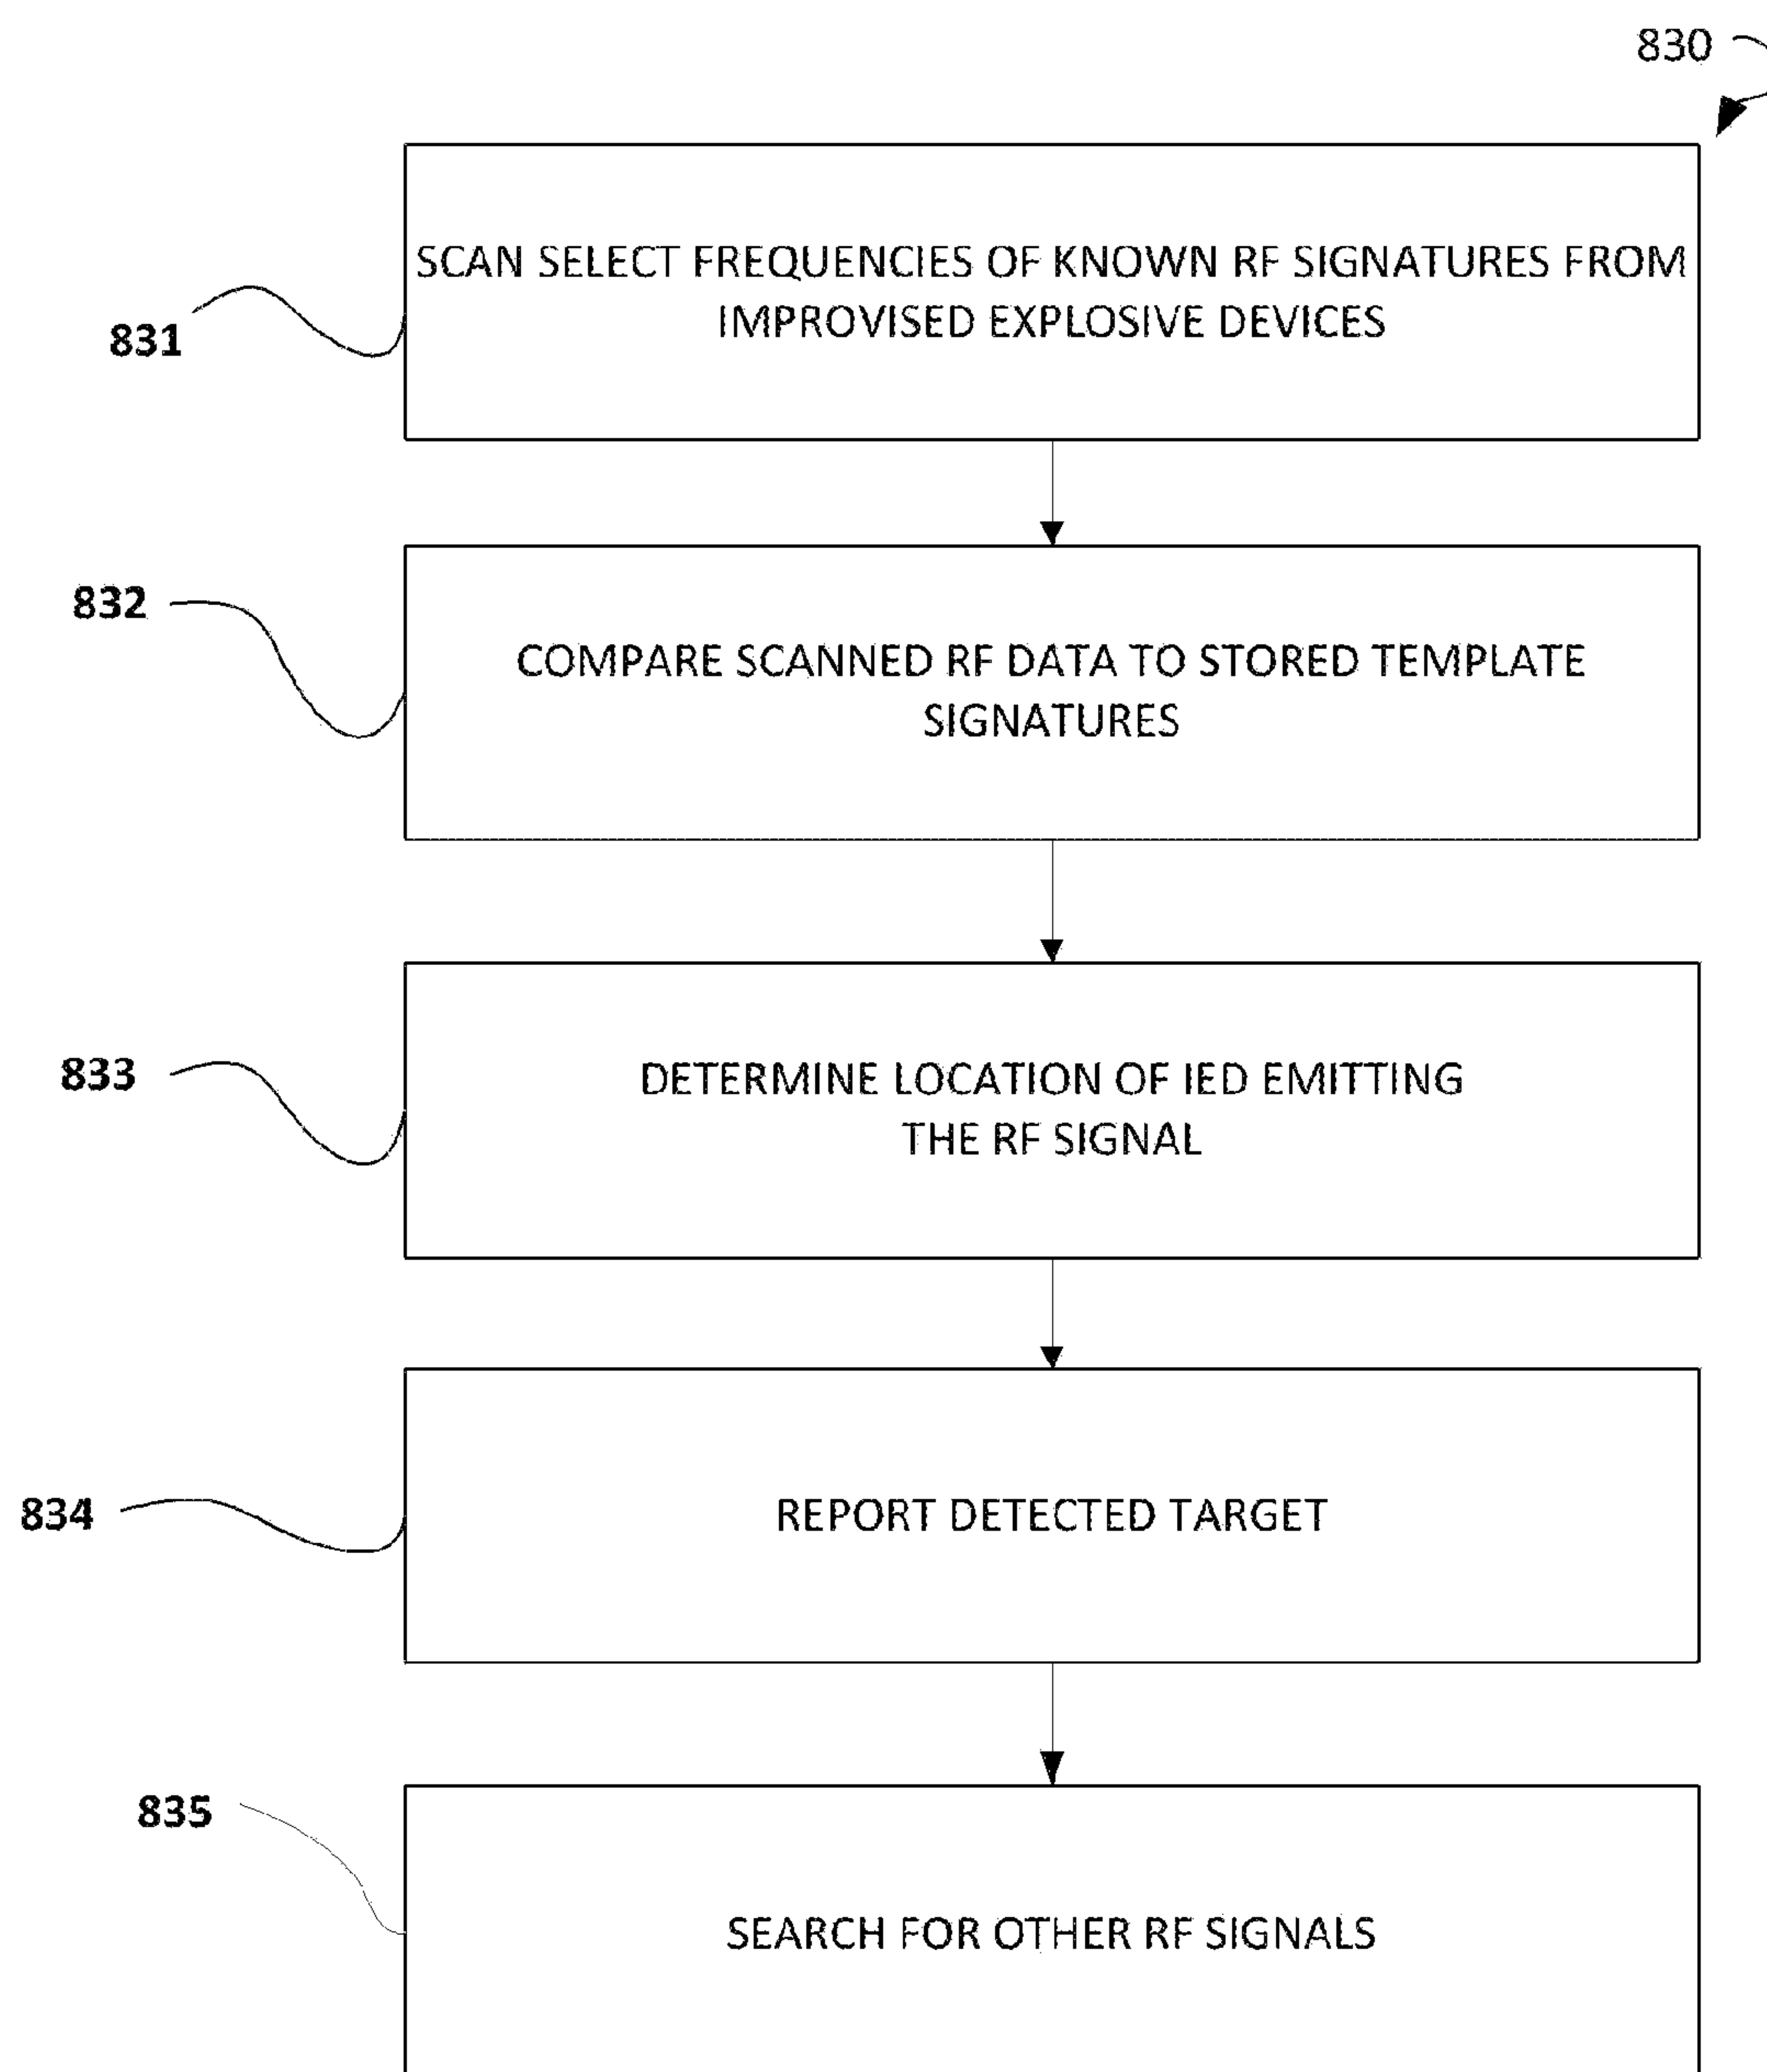 830
831
SCAN SELECT FREQUENCIES OF KNOWN RF SIGNATURES FROM
IMPROVISED EXPLOSIVE DEVICES
832
COMPARE SCANNED RF DATA TO STORED TEMPLATE
SIGNATURES
833
DETERMINE LOCATION OF IED EMITTING
THE RF SIGNAL
834
REPORT DETECTED TARGET
835
SEARCH FOR OTHER RF SIGNALS